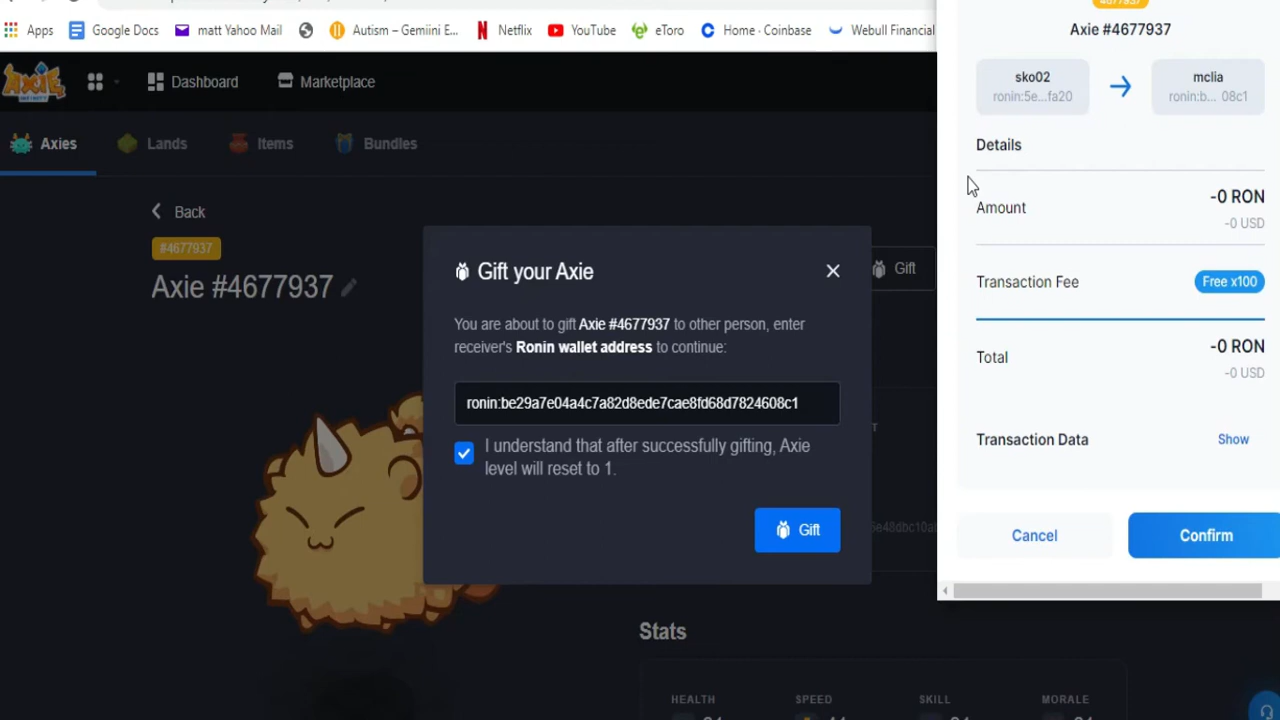 Apps Google Docs matt Yahoo Mail Autism – Gemiini E... Netflix YouTube eToro Home · Coinbase Webull Financial
AXIE
INFINITY
Dashboard
Marketplace
Axies
Lands
Items
Bundles
Back
#4677937
Axie #4677937
Gift
Gift your Axie
You are about to gift Axie #4677937 to other person, enter
receiver's Ronin wallet address to continue:
ronin:be29a7e04a4c7a82d8ede7cae8fd68d7824608c1
I understand that after successfully gifting, Axie
level will reset to 1.
Gift
Stats
HEALTH
SPEED
SKILL
MORALE
4677937
Axie #4677937
sko02
ronin:5e...fa20
mclia
ronin:b... 08c1
Details
Amount
-0 RON
-0 USD
Transaction Fee
Free x100
Total
-0 RON
-0 USD
Transaction Data
Show
Cancel
Confirm